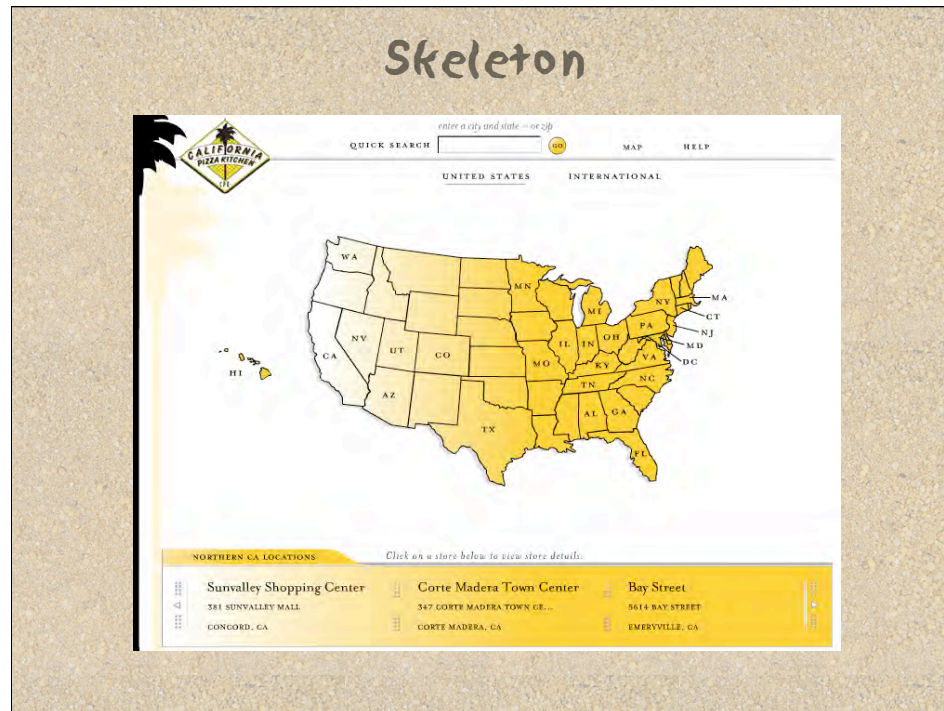 Skeleton
enter a city and state – or zip
QUICK SEARCH
GO
MAP
HELP
CALIFORNIA
PIZZA KITCHEN
UNITED STATES
INTERNATIONAL
WA
MN
MI
NY
MA
CT
NJ
MD
DC
PA
OH
IN
IL
NV
CA
UT
CO
MO
KY
VA
HI
AZ
TN
NC
TX
AL
GA
FL
NORTHERN CA LOCATIONS
Click on a store below to view store details.
Sunvalley Shopping Center
381 SUNVALLEY MALL
CONCORD, CA
Corte Madera Town Center
347 CORTE MADERA TOWN CE...
CORTE MADERA, CA
Bay Street
5614 BAY STREET
EMERYVILLE, CA